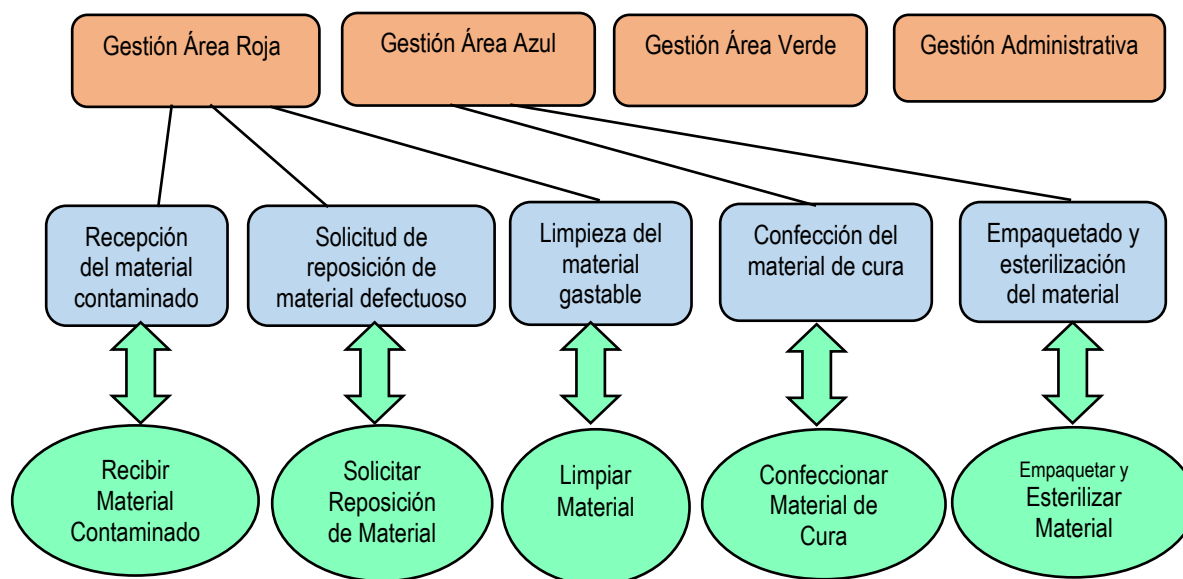 Gestión Área Roja
Gestión Área Azul
Gestión Área Verde
Gestión Administrativa
Recepción
del material
contaminado
Solicitud de
reposición de
material defectuoso
Limpieza del
material
gastable
Confección del
material de cura
Empaquetado y
esterilización
del material
Recibir
Material
Contaminado
Solicitar
Reposición
de Material
Limpiar
Material
Confeccionar
Material de
Cura
Empaquetar y
Esterilizar
Material